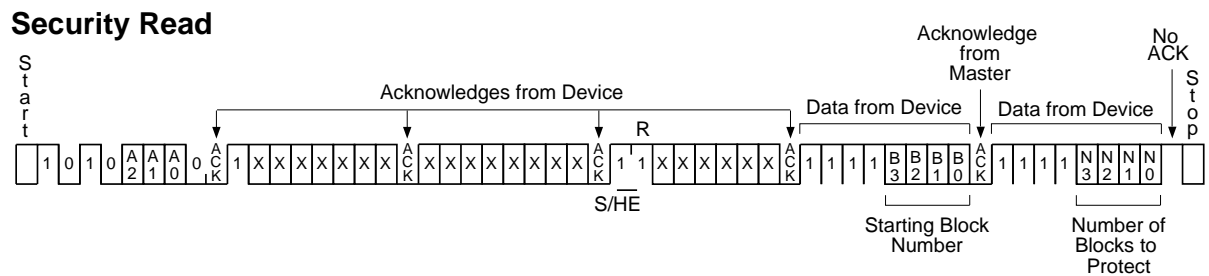 Security Read
Start
Acknowledges from Device
R
Data from Device
Acknowledge
from
Master
Data from Device
No
ACK
Stop
1 0 1 0 A2 A1 A0 0 ACK 1 X X X X X X X ACK X X X X X X X X ACK 1 1 X X X X X X ACK 1 1 1 1 B3 B2 B1 B0 ACK 1 1 1 1 N3 N2 N1 N0
S/HE
Starting Block
Number
Number of
Blocks to
Protect